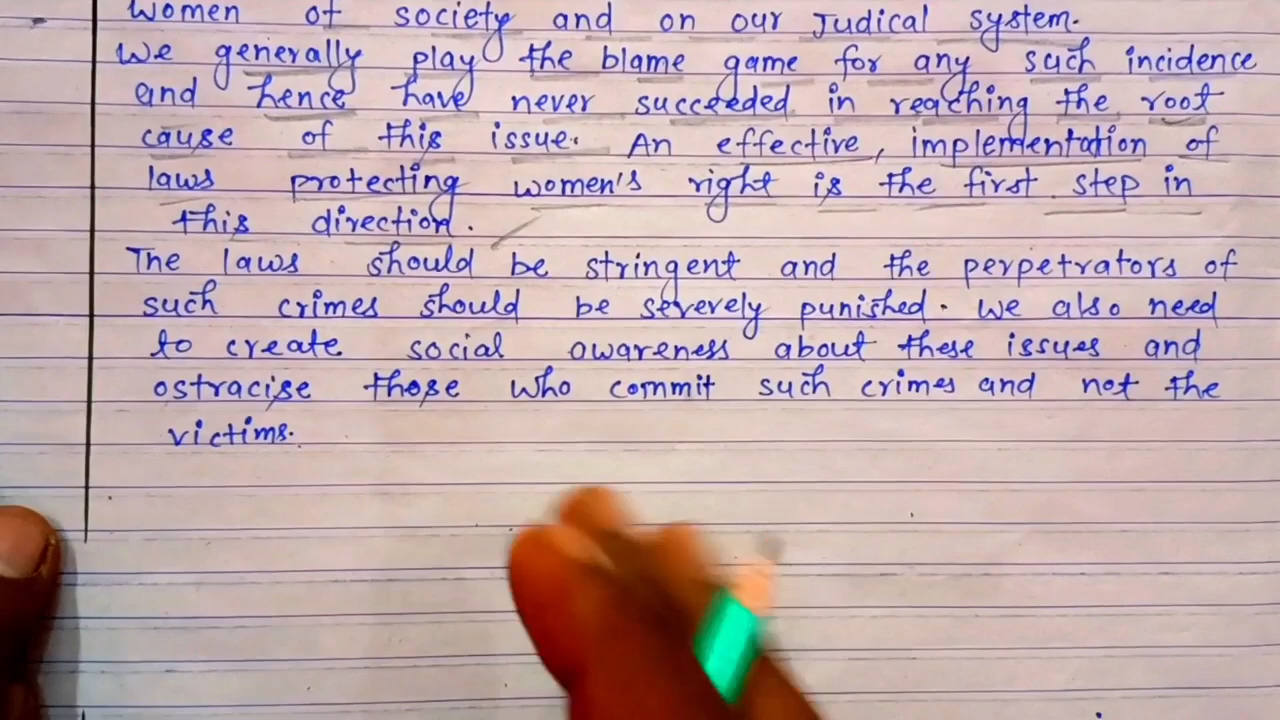 Women of society and on our Judical system.
We generally play the blame game for any such incidence
and hence have never succeeded in reaching the root
cause of this issue. An effective, implementation of
laws protecting women's right is the first step in
this direction.
The laws should be stringent and the perpetrators of
such crimes should be severely punished. We also need
to create social awareness about these issues and
ostracise those who commit such crimes and not the
victims.